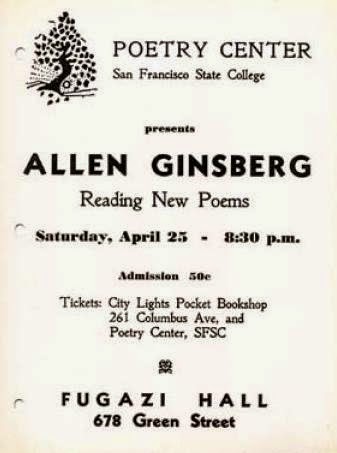 POETRY CENTER
San Francisco State College
presents
ALLEN GINSBERG
Reading New Poems
Saturday, April 25 - 8:30 p.m.
Admission 50c
Tickets: City Lights Pocket Bookshop
261 Columbus Ave, and
Poetry Center, SFSC
FUGAZI HALL
678 Green Street